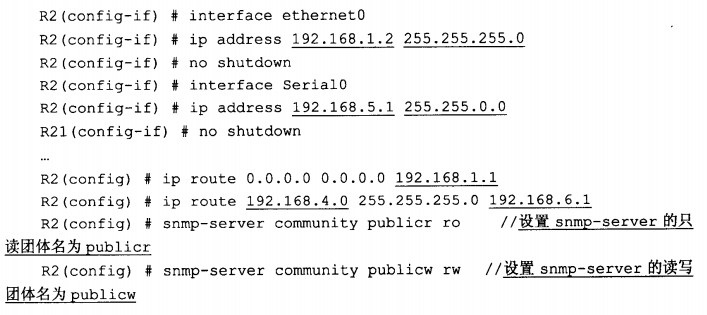 R2(config-if) # interface ethernet0
R2(config-if) # ip address 192.168.1.2 255.255.255.0
R2(config-if) # no shutdown
R2(config-if) # interface Serial0
R2(config-if) # ip address 192.168.5.1 255.255.0.0
R21(config-if) # no shutdown
…
R2(config) # ip route 0.0.0.0 0.0.0.0 192.168.1.1
R2(config) # ip route 192.168.4.0 255.255.255.0 192.168.6.1
R2(config) # snmp-server community publicr ro //设置 snmp-server 的只
读团体名为 publicr
R2(config) # snmp-server community publicw rw //设置 snmp-server 的读写
团体名为 publicw